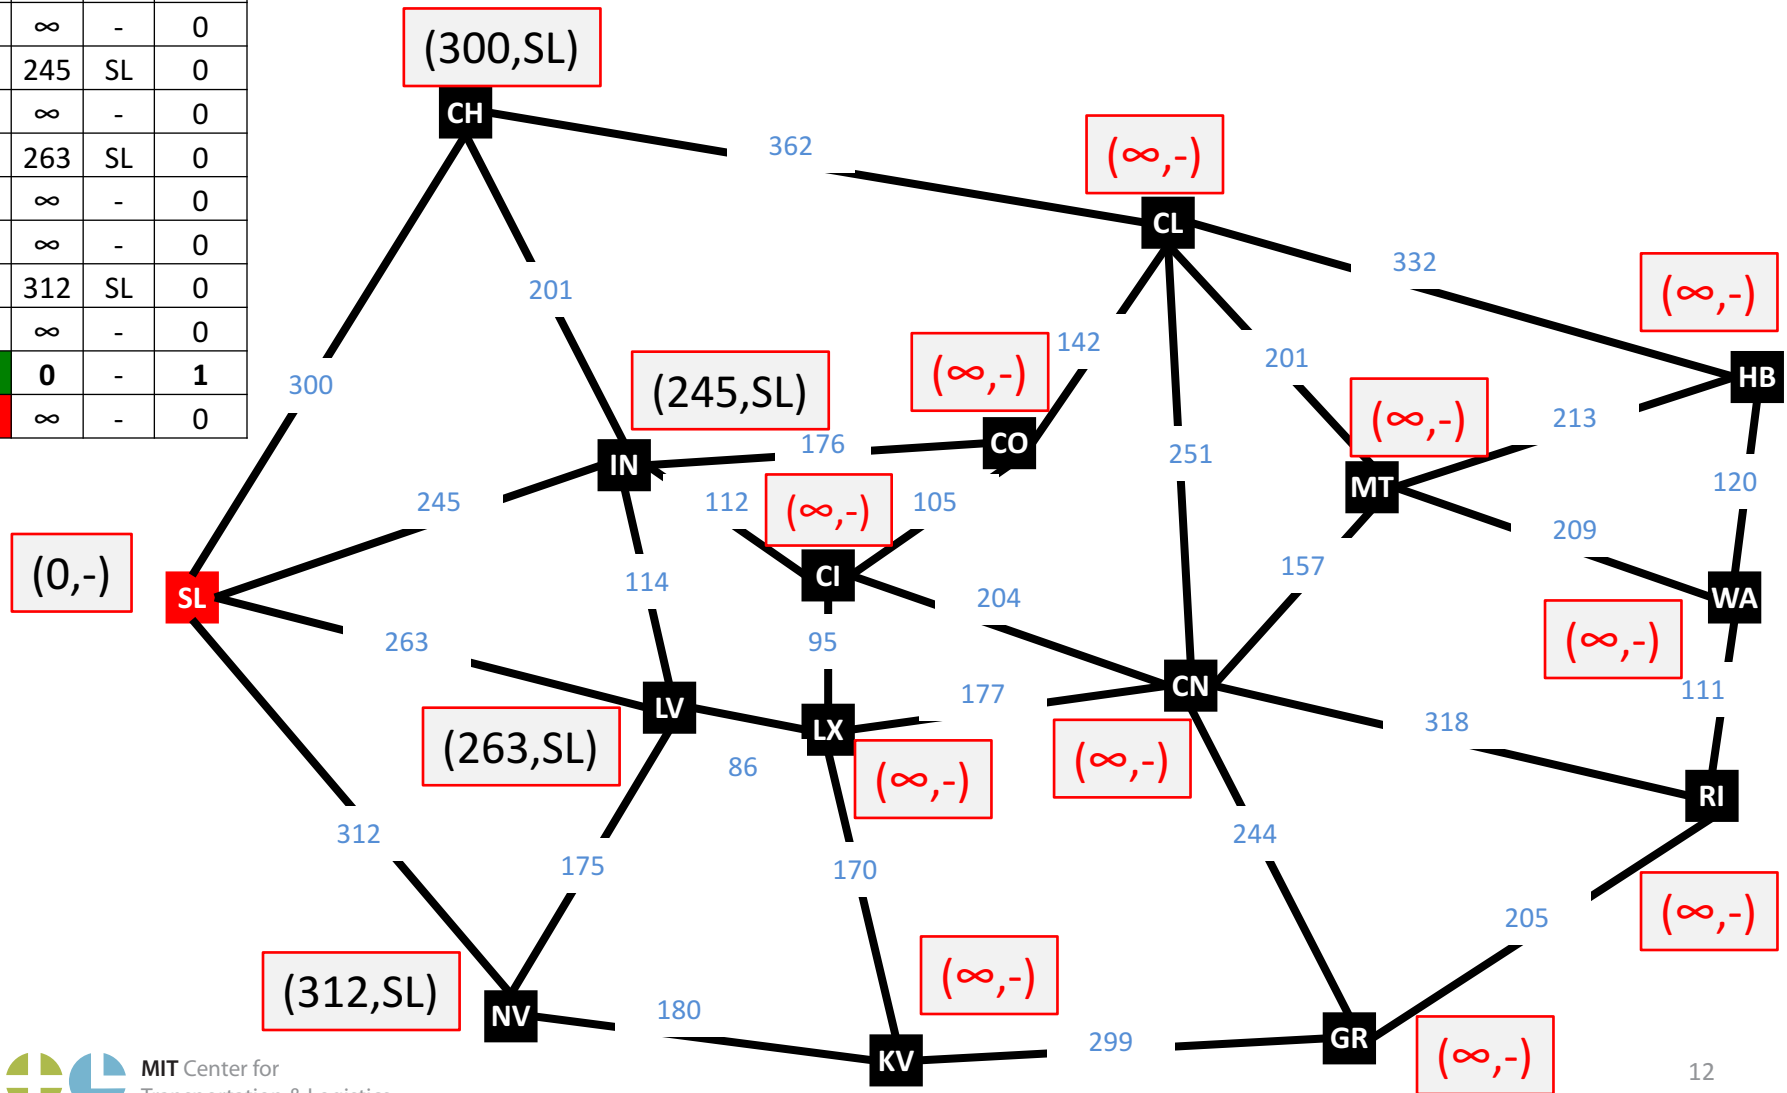 ∞ - 0
245 SL 0
∞ - 0
263 SL 0
∞ - 0
∞ - 0
312 SL 0
∞ - 0
0 - 1
∞ - 0
(300,SL)
CH
362
(∞,-)
CL
332
(∞,-)
HB
201
300
(245,SL)
IN
176
(∞,-)
CO
142
201
(∞,-)
MT
213
120
251
245
112
(∞,-)
105
CI
209
(0,-)
SL
114
204
157
WA
(∞,-)
263
95
111
LV
(263,SL)
86
LX
(∞,-)
177
CN
(∞,-)
318
RI
(∞,-)
312
175
170
244
205
(312,SL)
NV
180
(∞,-)
KV
299
GR
(∞,-)
MIT Center for
Transportation & Logistics
12